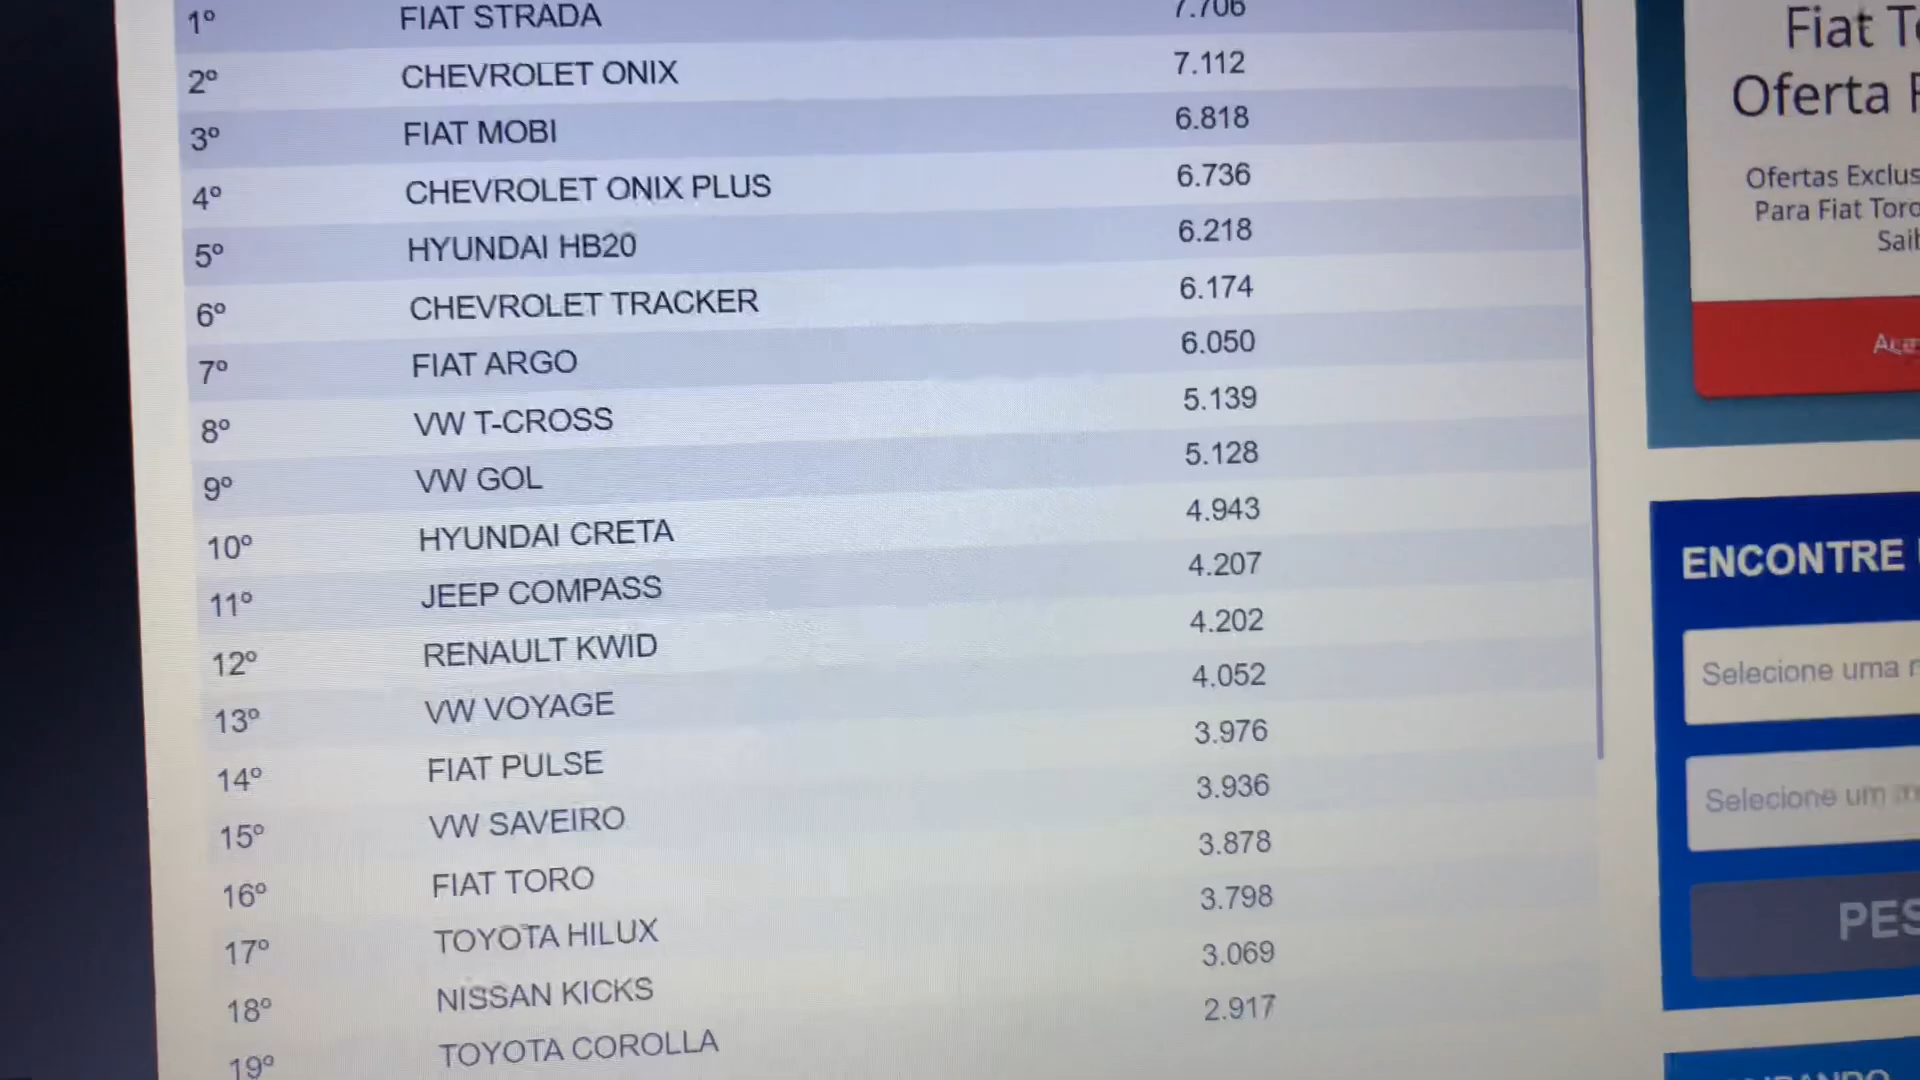 1º FIAT STRADA 7.706
2º CHEVROLET ONIX 7.112
3º FIAT MOBI 6.818
4º CHEVROLET ONIX PLUS 6.736
5º HYUNDAI HB20 6.218
6º CHEVROLET TRACKER 6.174
7º FIAT ARGO 6.050
8º VW T-CROSS 5.139
9º VW GOL 5.128
10º HYUNDAI CRETA 4.943
11º JEEP COMPASS 4.207
12º RENAULT KWID 4.202
13º VW VOYAGE 4.052
14º FIAT PULSE 3.976
15º VW SAVEIRO 3.936
16º FIAT TORO 3.878
17º TOYOTA HILUX 3.798
18º NISSAN KICKS 3.069
19º TOYOTA COROLLA 2.917
Fiat
Oferta
Ofertas
Para Fiat Toro
ENCONTRE
Selecione uma
Selecione um